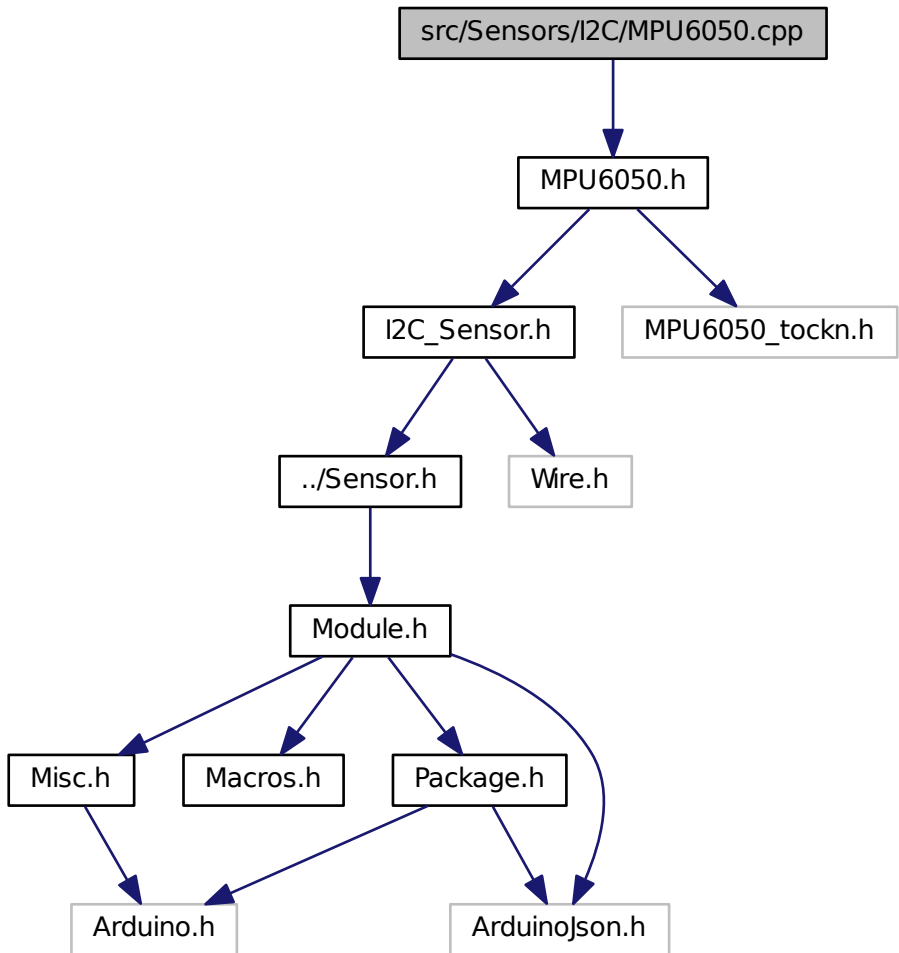 src/Sensors/I2C/MPU6050.cpp
MPU6050.h
I2C_Sensor.h
MPU6050_tockn.h
../Sensor.h
Wire.h
Module.h
Misc.h
Macros.h
Package.h
Arduino.h
ArduinoJson.h